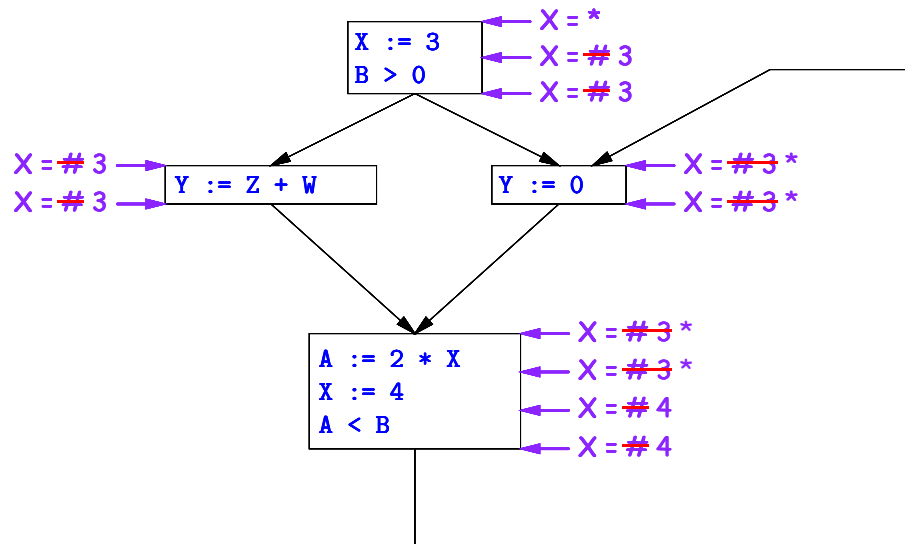 X = *
X := 3
X = # 3
B > 0
X = # 3
X = # 3
Y := Z + W
X = # 3
Y := 0
X = # 3 *
X = # 3 *
X = # 3 *
A := 2 * X
X = # 3 *
X := 4
X = # 4
A < B
X = # 4